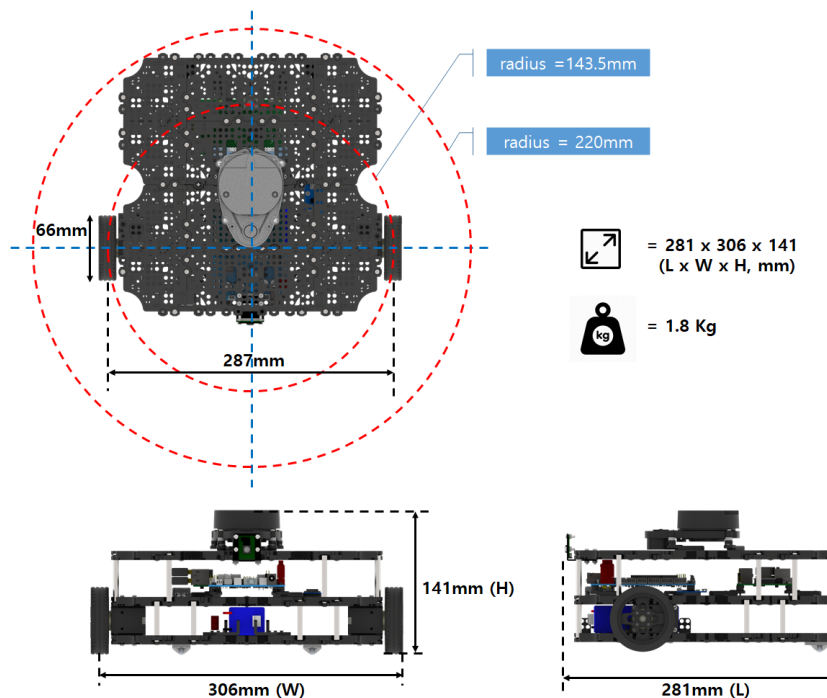 radius =143.5mm
radius = 220mm
66mm
= 281 x 306 x 141
(L x W x H, mm)
kg
= 1.8 Kg
287mm
141mm (H)
306mm (W)
281mm (L)